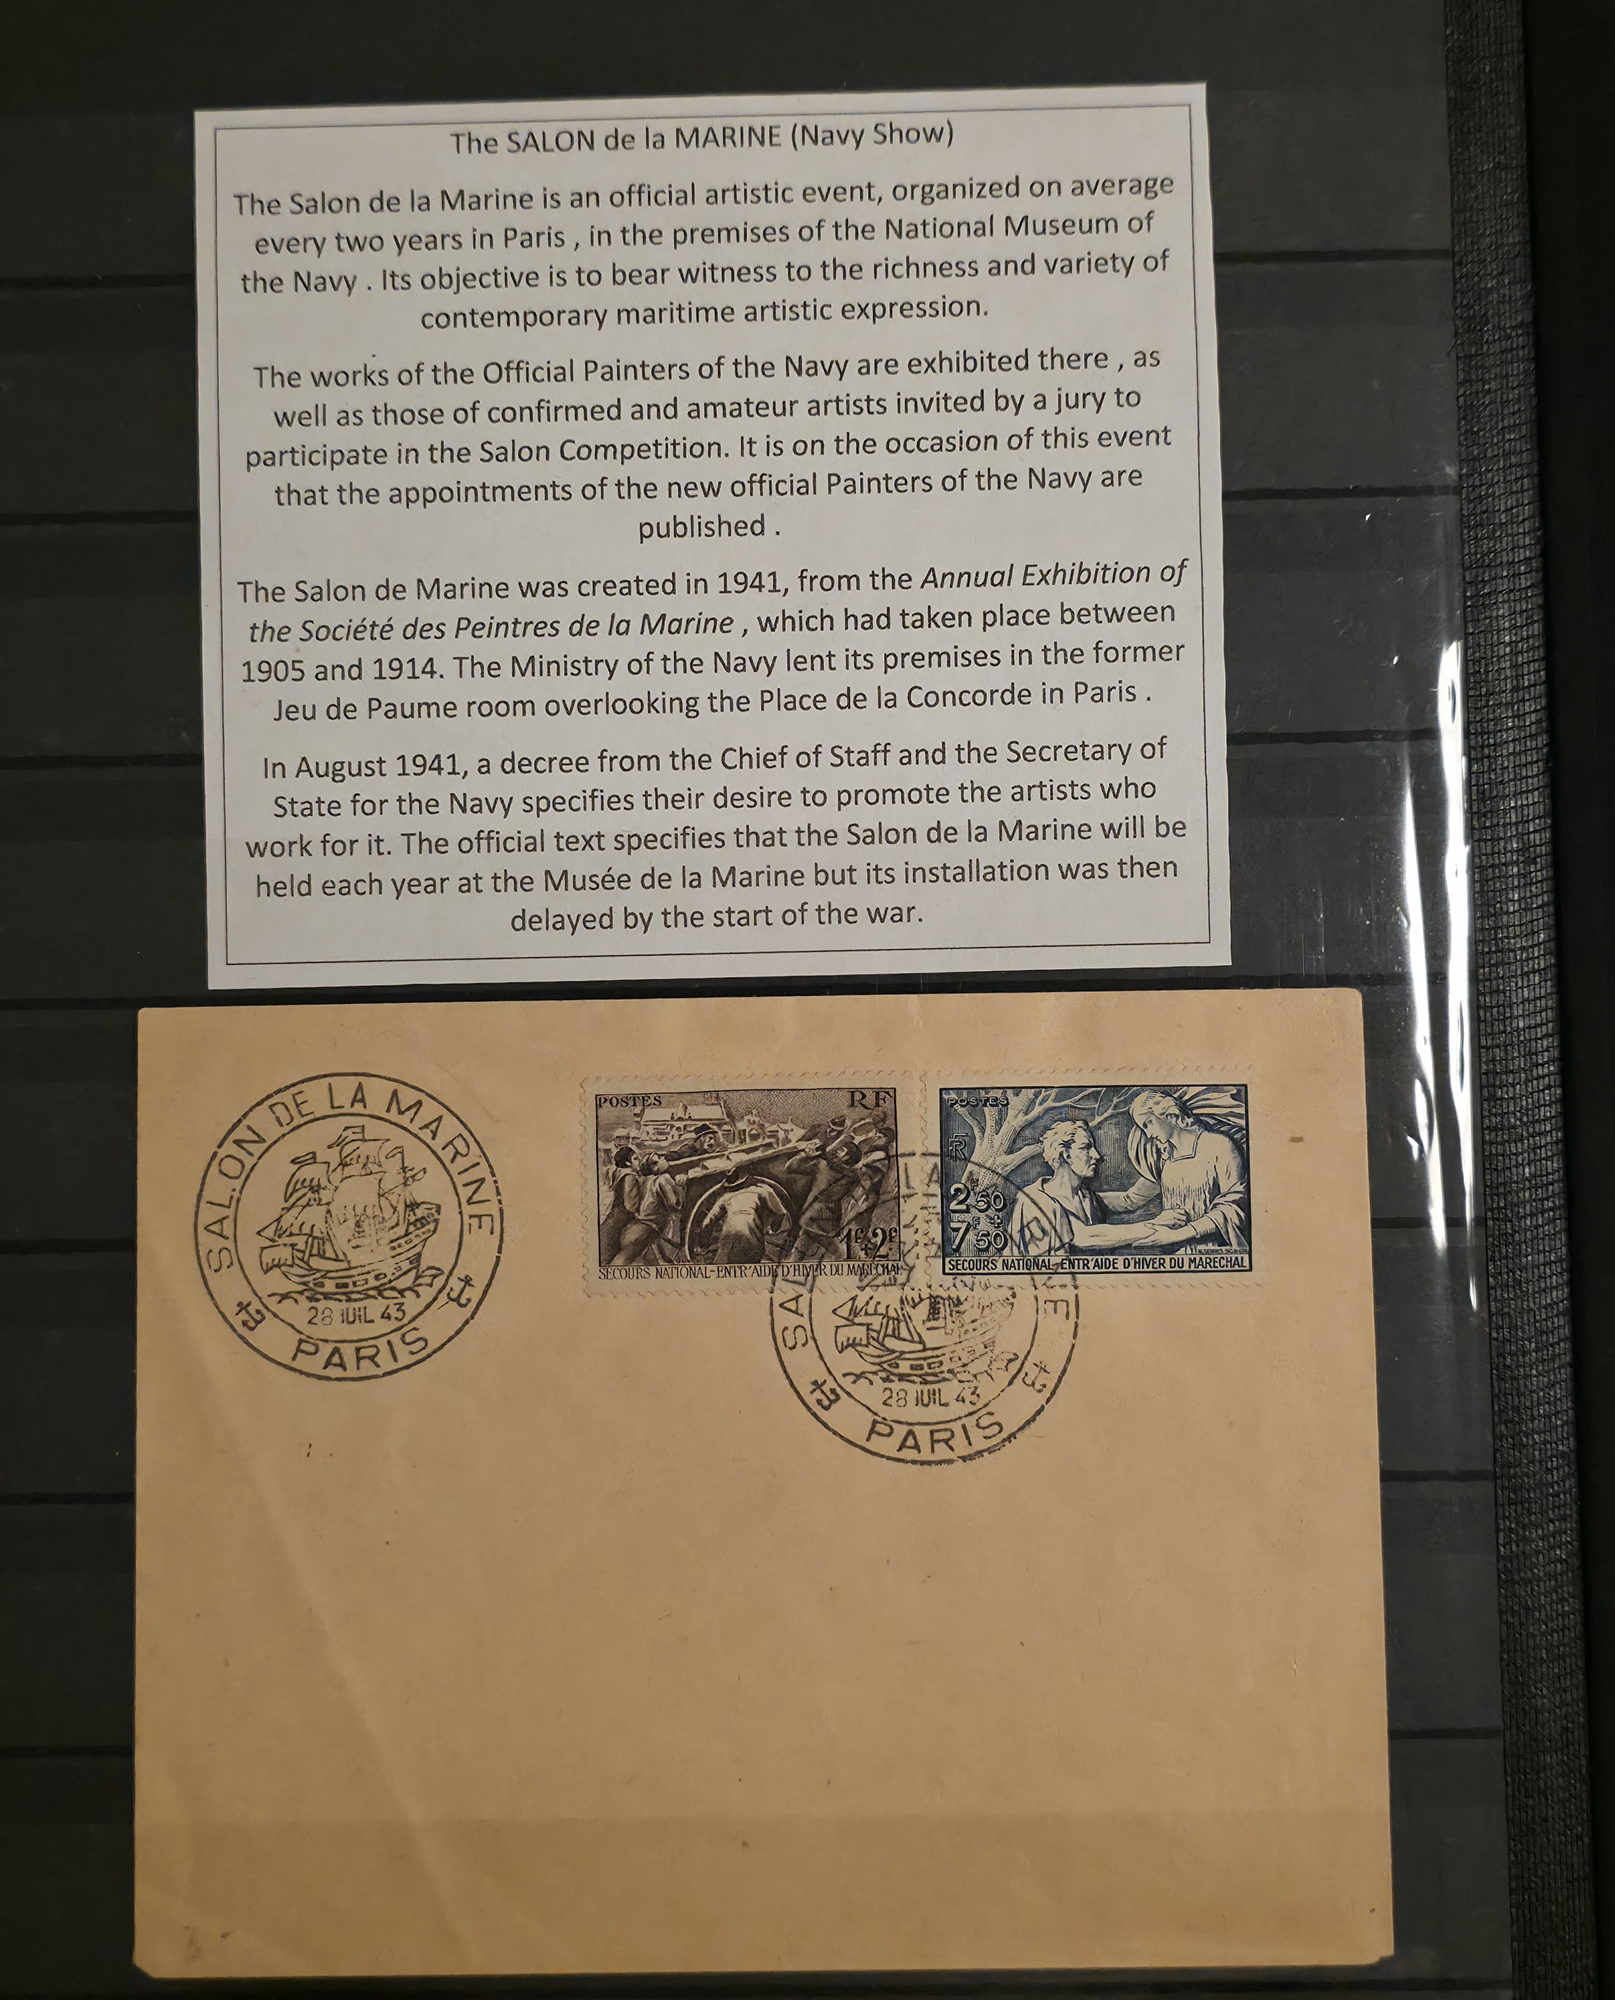 The SALON de la MARINE (Navy Show)
The Salon de la Marine is an official artistic event, organized on average
every two years in Paris , in the premises of the National Museum of
the Navy . Its objective is to bear witness to the richness and variety of
contemporary maritime artistic expression.
The works of the Official Painters of the Navy are exhibited there , as
well as those of confirmed and amateur artists invited by a jury to
participate in the Salon Competition. It is on the occasion of this event
that the appointments of the new official Painters of the Navy are
published .
The Salon de Marine was created in 1941, from the Annual Exhibition of
the Société des Peintres de la Marine , which had taken place between
1905 and 1914. The Ministry of the Navy lent its premises in the former
Jeu de Paume room overlooking the Place de la Concorde in Paris .
In August 1941, a decree from the Chief of Staff and the Secretary of
State for the Navy specifies their desire to promote the artists who
work for it. The official text specifies that the Salon de la Marine will be
held each year at the Musée de la Marine but its installation was then
delayed by the start of the war.
SALON DE LA MARINE
28 JUIL 43
PARIS
POSTES RF
1F+2F
SECOURS NATIONAL-ENTR'AIDE D'HIVER DU MARÉCHAL
POSTES
RF
2F50
+
7F50
SECOURS NATIONAL-ENTR'AIDE D'HIVER DU MARECHAL
28 JUIL 43
PARIS